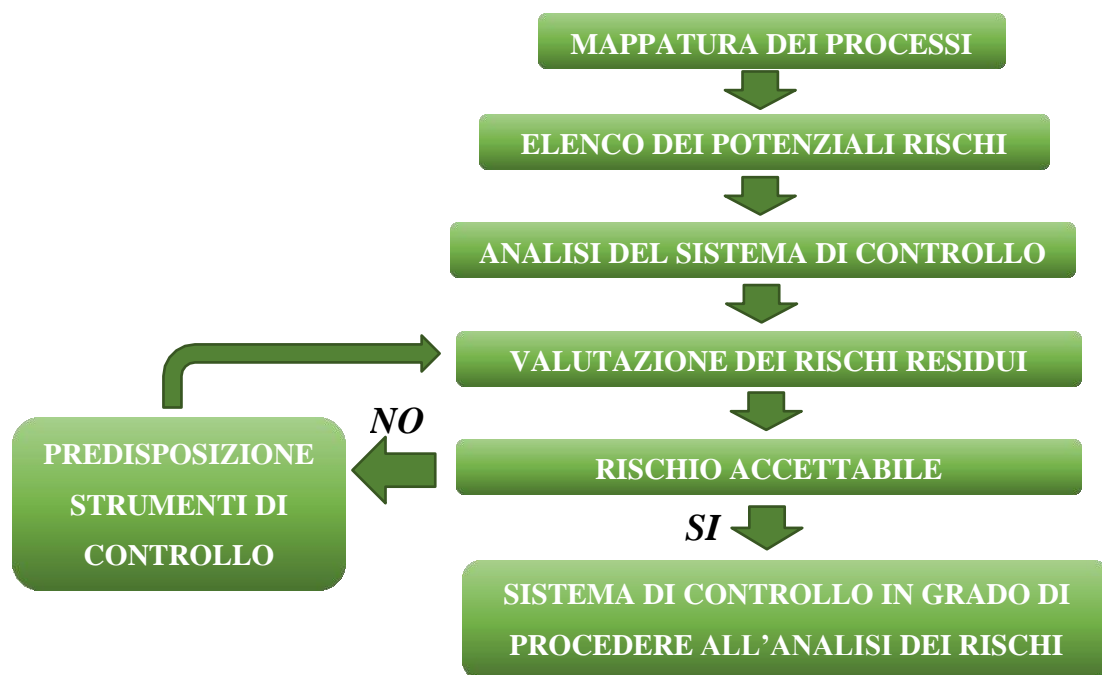 MAPPATURA DEI PROCESSI
ELENCO DEI POTENZIALI RISCHI
ANALISI DEL SISTEMA DI CONTROLLO
VALUTAZIONE DEI RISCHI RESIDUI
NO
PREDISPOSIZIONE
STRUMENTI DI
CONTROLLO
RISCHIO ACCETTABILE
SI
SISTEMA DI CONTROLLO IN GRADO DI
PROCEDERE ALL’ANALISI DEI RISCHI